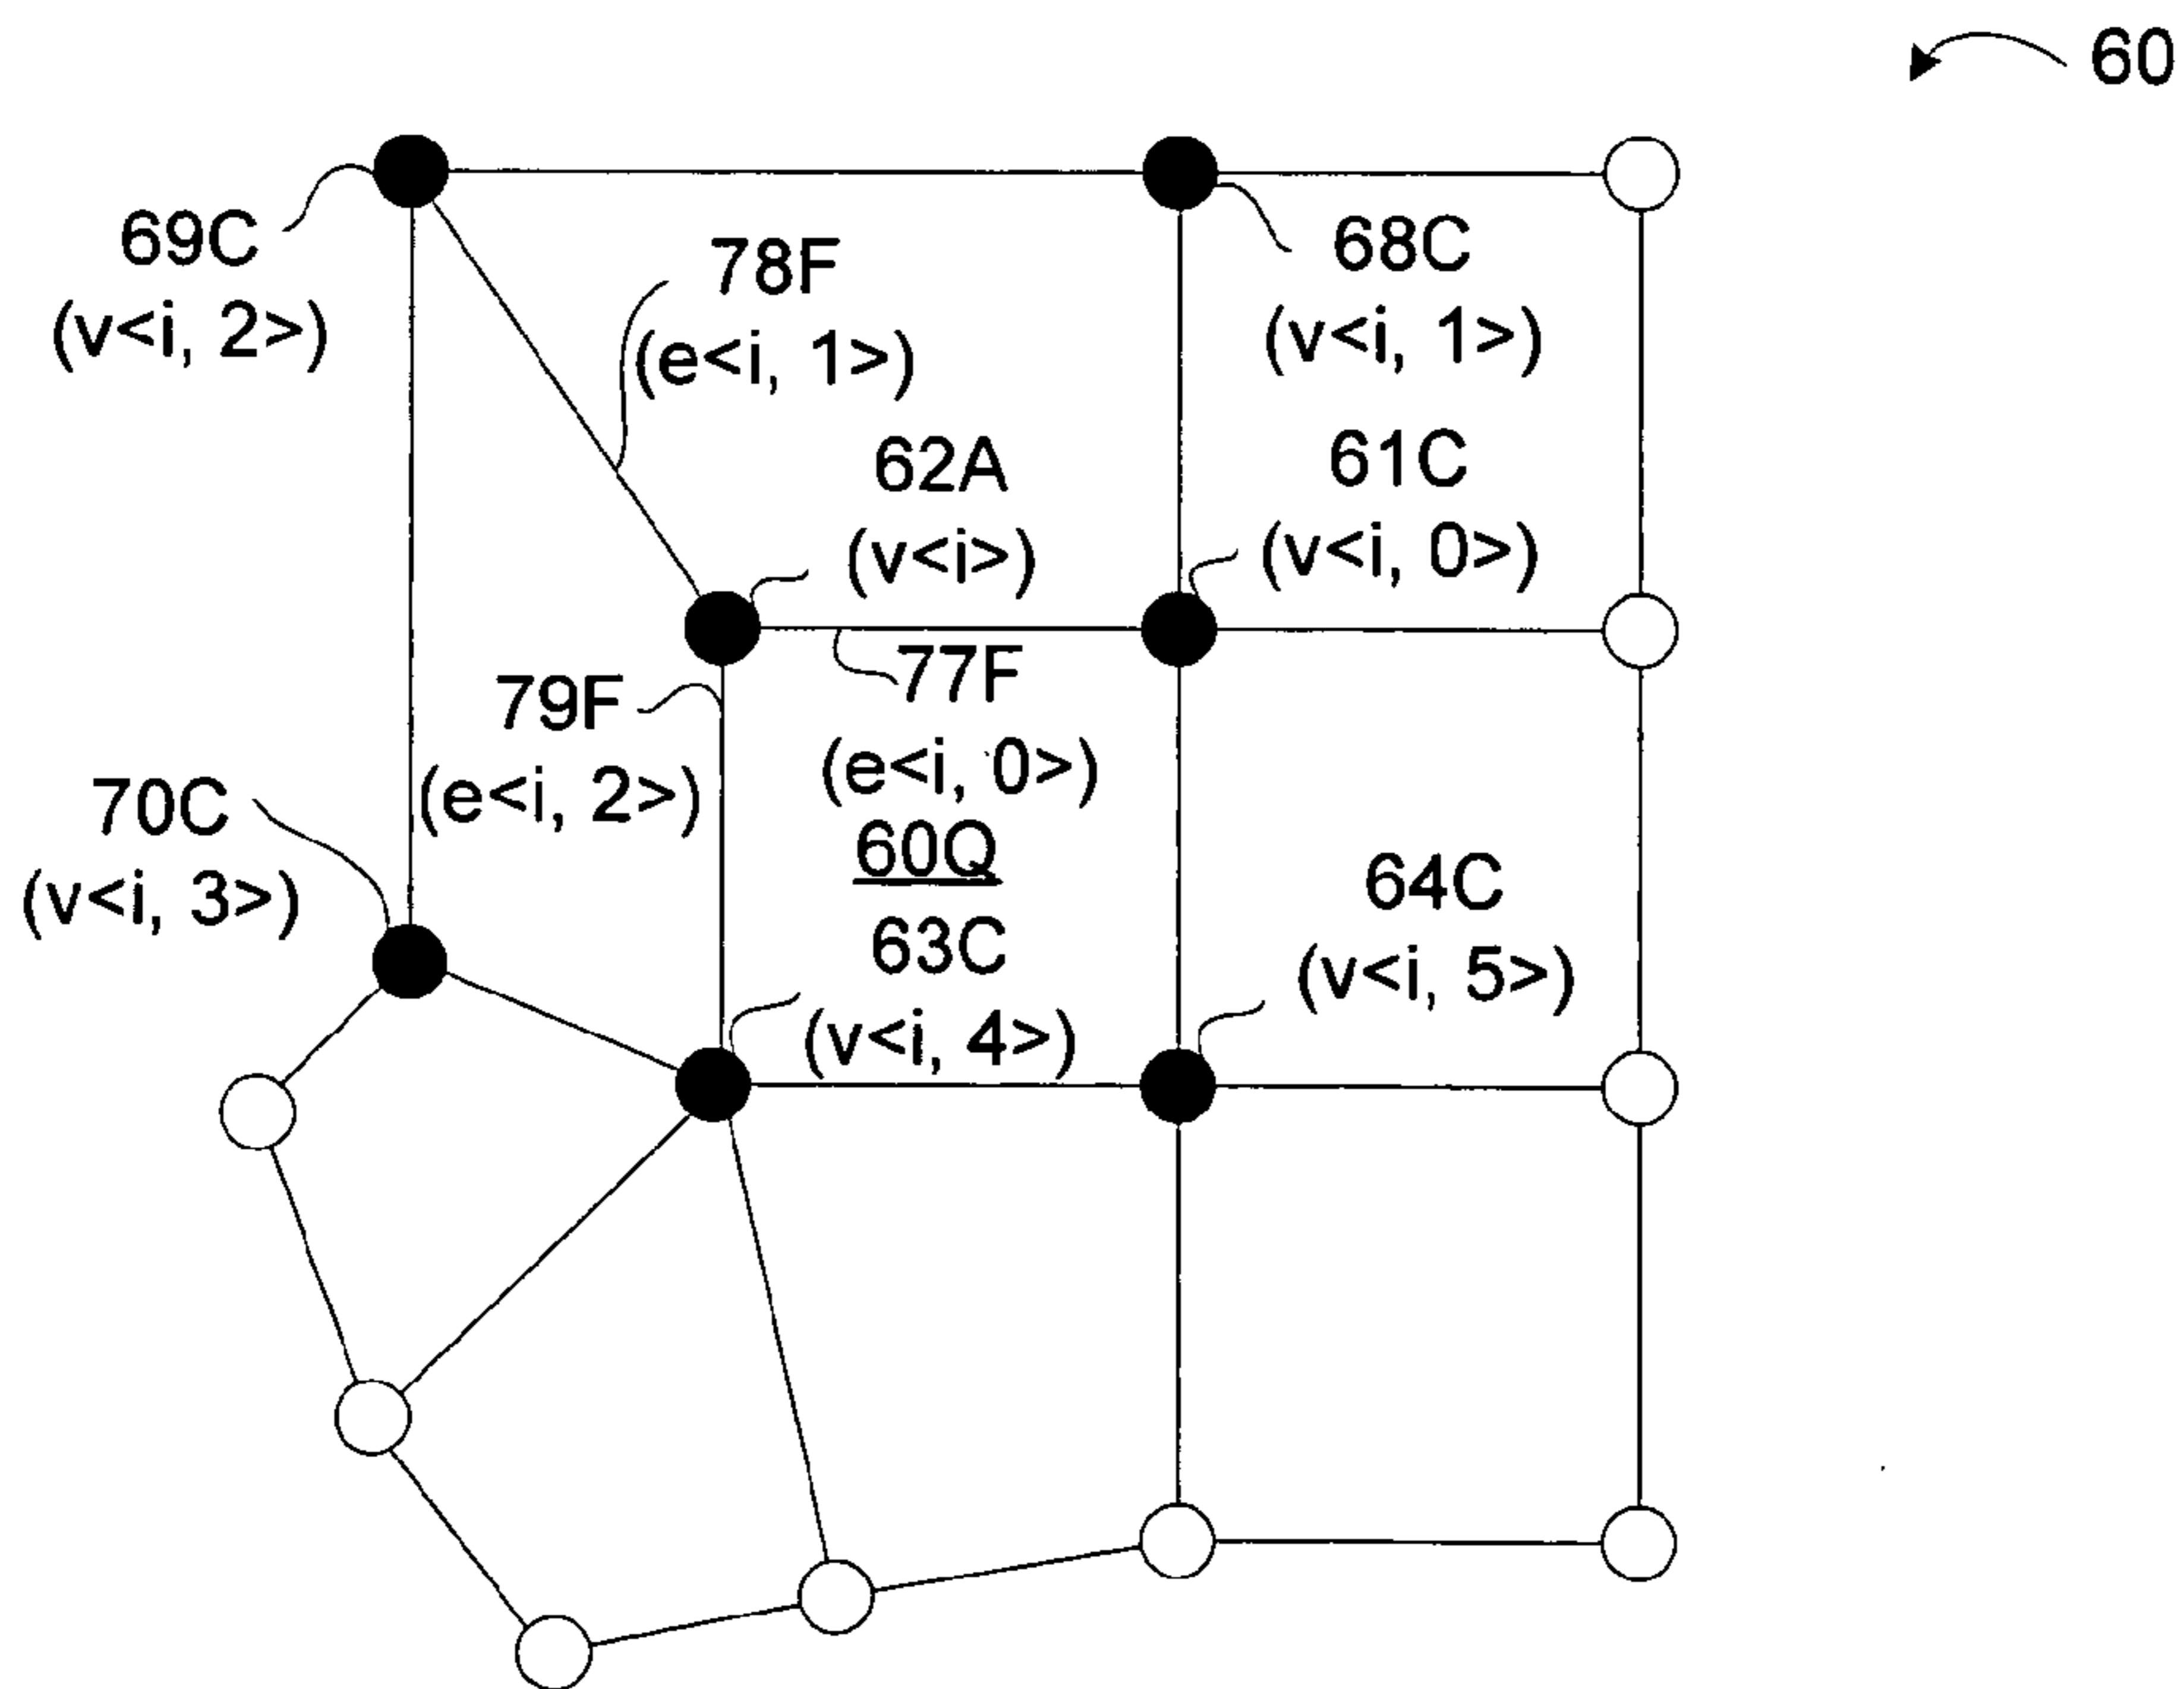 60
69C
(v<i, 2>)
78F
(e<i, 1>)
68C
(v<i, 1>)
62A
(v<i>)
61C
(v<i, 0>)
79F
(e<i, 2>)
77F
(e<i, 0>)
70C
(v<i, 3>)
60Q
63C
(v<i, 4>)
64C
(v<i, 5>)